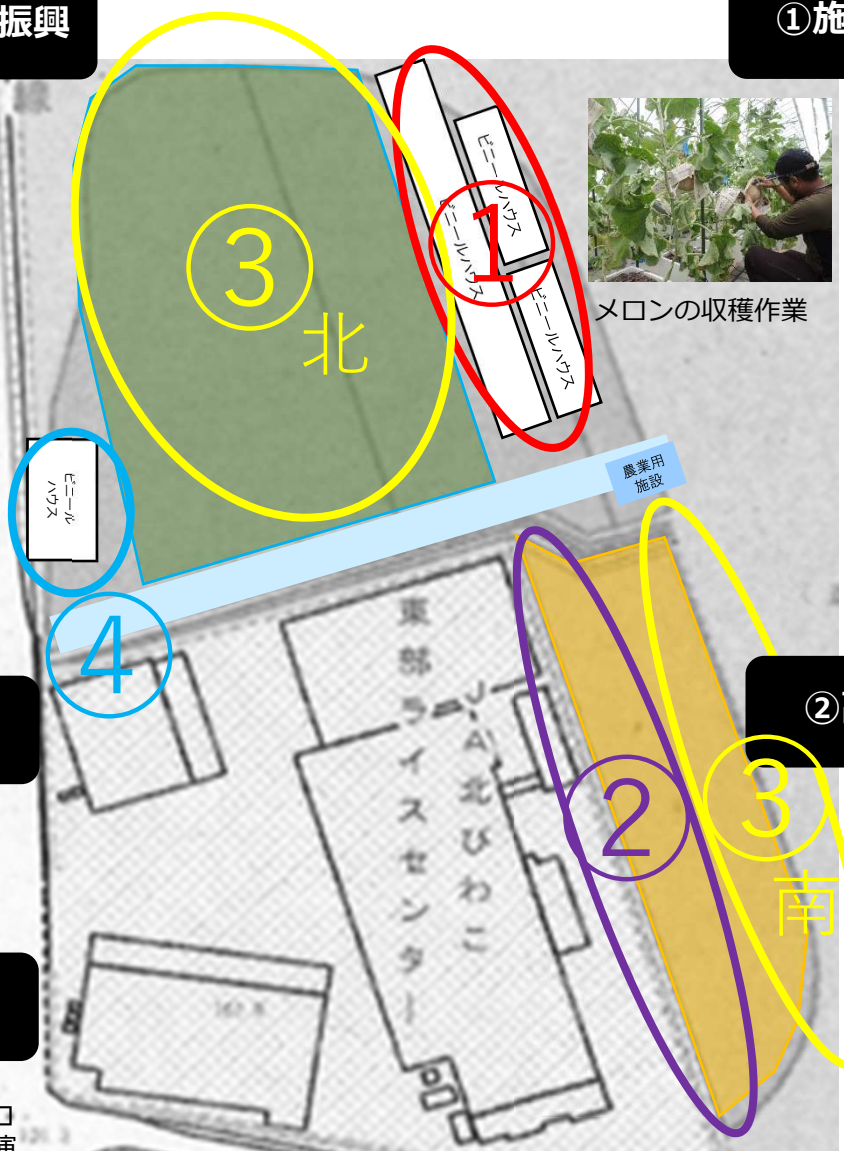 振興
①施
ビニールハウス
ビニールハウス
ビニールハウス
①
③
北
メロンの収穫作業
農業用
施設
ビニール
ハウス
④
東部ライスセンター
JA北びわこ
②
②
③
南